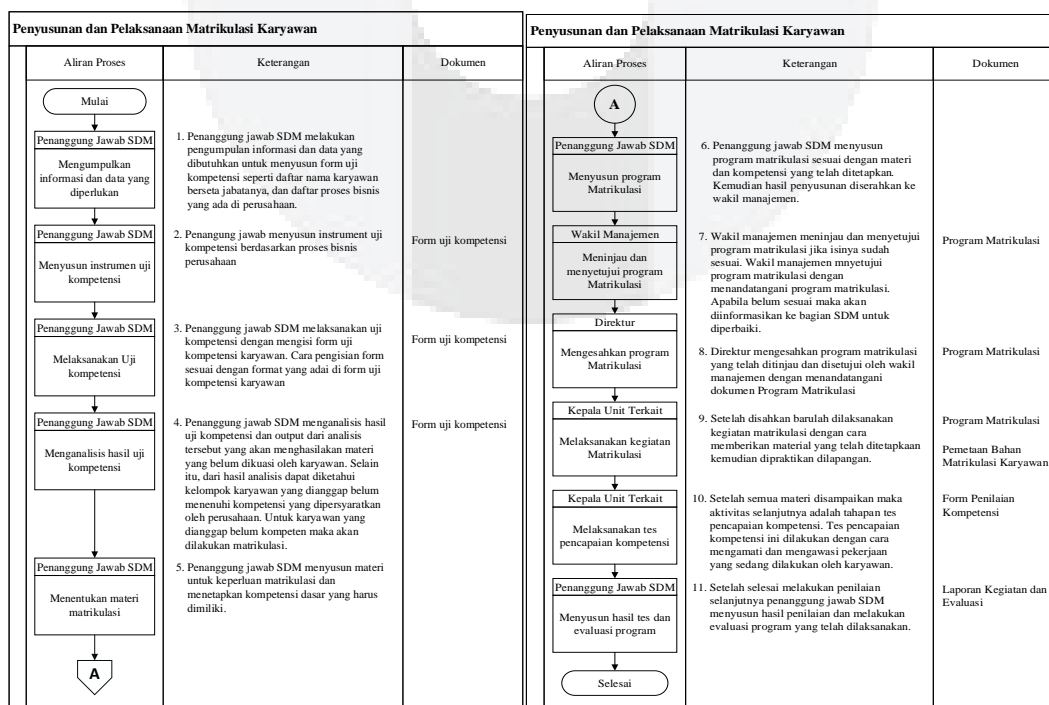 Penyusunan dan Pelaksanaan Matrikulasi Karyawan
Aliran Proses
Keterangan
Dokumen
Mulai
Penanggung Jawab SDM
Mengumpulkan
informasi dan data yang
diperlukan
1. Penanggung jawab SDM melakukan
pengumpulan informasi dan data yang
dibutuhkan untuk menyusun form uji
kompetensi seperti daftar nama karyawan
berseta jabatanya, dan daftar proses bisnis
yang ada di perusahaan.
Penanggung Jawab SDM
Menyusun instrumen uji
kompetensi
2. Penangung jawab menyusun instrument uji
kompetensi berdasarkan proses bisnis
perusahaan
Form uji kompetensi
Penanggung Jawab SDM
Melaksanakan Uji
kompetensi
3. Penanggung jawab SDM melaksanakan uji
kompetensi dengan mengisi form uji
kompetensi karyawan. Cara pengisian form
sesuai dengan format yang adai di form uji
kompetensi karyawan
Form uji kompetensi
Penanggung Jawab SDM
Menganalisis hasil uji
kompetensi
4. Penanggung jawab SDM menganalisis hasil
uji kompetensi dan output dari analisis
tersebut yang akan menghasilakan materi
yang belum dikuasi oleh karyawan. Selain
itu, dari hasil analisis dapat diketahui
kelompok karyawan yang dianggap belum
menenuhi kompetensi yang dipersyaratkan
oleh perusahaan. Untuk karyawan yang
dianggap belum kompeten maka akan
dilakukan matrikulasi.
Form uji kompetensi
Penanggung Jawab SDM
Menentukan materi
matrikulasi
5. Penanggung jawab SDM menyusun materi
untuk keperluan matrikulasi dan
menetapkan kompetensi dasar yang harus
dimiliki.
A
Penyusunan dan Pelaksanaan Matrikulasi Karyawan
Aliran Proses
Keterangan
Dokumen
A
Penanggung Jawab SDM
Menyusun program
Matrikulasi
6. Penanggung jawab SDM menyusun
program matrikulasi sesuai dengan materi
dan kompetensi yang telah ditetapkan.
Kemudian hasil penyusunan diserahkan ke
wakil manajemen.
Wakil Manajemen
Meninjau dan
menyetujui program
Matrikulasi
7. Wakil manajemen meninjau dan menyetujui
program matrikulasi jika isinya sudah
sesuai. Wakil manajemen mnyetujui
program matrikulasi dengan
menandatangani program matrikulasi.
Apabila belum sesuai maka akan
diinformasikan ke bagian SDM untuk
diperbaiki.
Program Matrikulasi
Direktur
Mengesahkan program
Matrikulasi
8. Direktur mengesahkan program matrikulasi
yang telah ditinjau dan disetujui oleh wakil
manajemen dengan menandatangani
dokumen Program Matrikulasi
Program Matrikulasi
Kepala Unit Terkait
Melaksanakan kegiatan
Matrikulasi
9. Setelah disahkan barulah dilaksanakan
kegiatan matrikulasi dengan cara
memberikan material yang telah ditetapkaan
kemudian dipraktikan dilapangan.
Program Matrikulasi
Pemetaan Bahan
Matrikulasi Karyawan
Kepala Unit Terkait
Melaksanakan tes
pencapaian kompetensi
10. Setelah semua materi disampaikan maka
aktivitas selanjutnya adalah tahapan tes
pencapaian kompetensi. Tes pencapaian
kompetensi ini dilakukan dengan cara
mengamati dan mengawasi pekerjaan
yang sedang dilakukan oleh karyawan.
Form Penilaian
Kompetensi
Penanggung Jawab SDM
Menyusun hasil tes dan
evaluasi program
11. Setelah selesai melakukan penilaian
selanjutnya penanggung jawab SDM
menyusun hasil penilaian dan melakukan
evaluasi program yang telah dilaksanakan.
Laporan Kegiatan dan
Evaluasi
Selesai